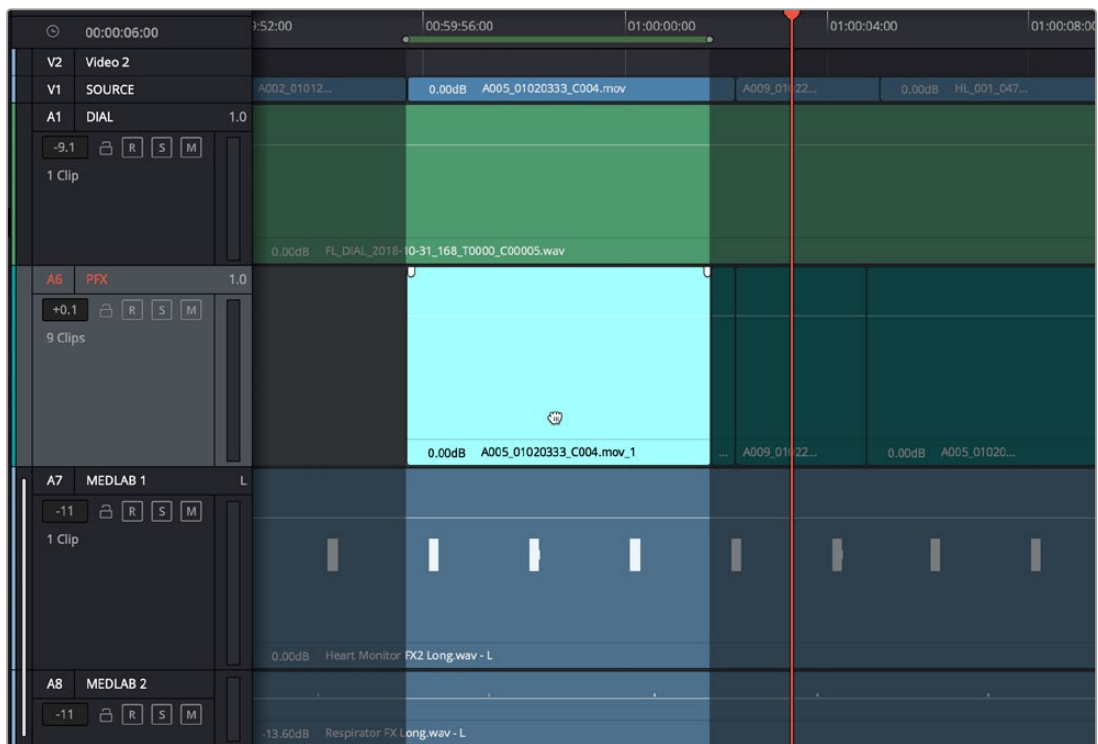 00:00:06:00
9:52:00 00:59:56:00 01:00:00:00 01:00:04:00 01:00:08:00
V2 Video 2
V1 SOURCE
A002_01012... 0.00dB A005_01020333_C004.mov A009_01022... 0.00dB HL_001_047...
A1 DIAL 1.0
-9.1 R S M
1 Clip
0.00dB FL_DIAL_2018-10-31_168_T0000_C00005.wav
A6 PFX 1.0
+0.1 R S M
9 Clips
0.00dB A005_01020333_C004.mov_1 ... A009_01022... 0.00dB A005_01020...
A7 MEDLAB 1 L
-11 R S M
1 Clip
0.00dB Heart Monitor FX2 Long.wav - L
A8 MEDLAB 2
-11 R S M
-13.60dB Respirator FX Long.wav - L